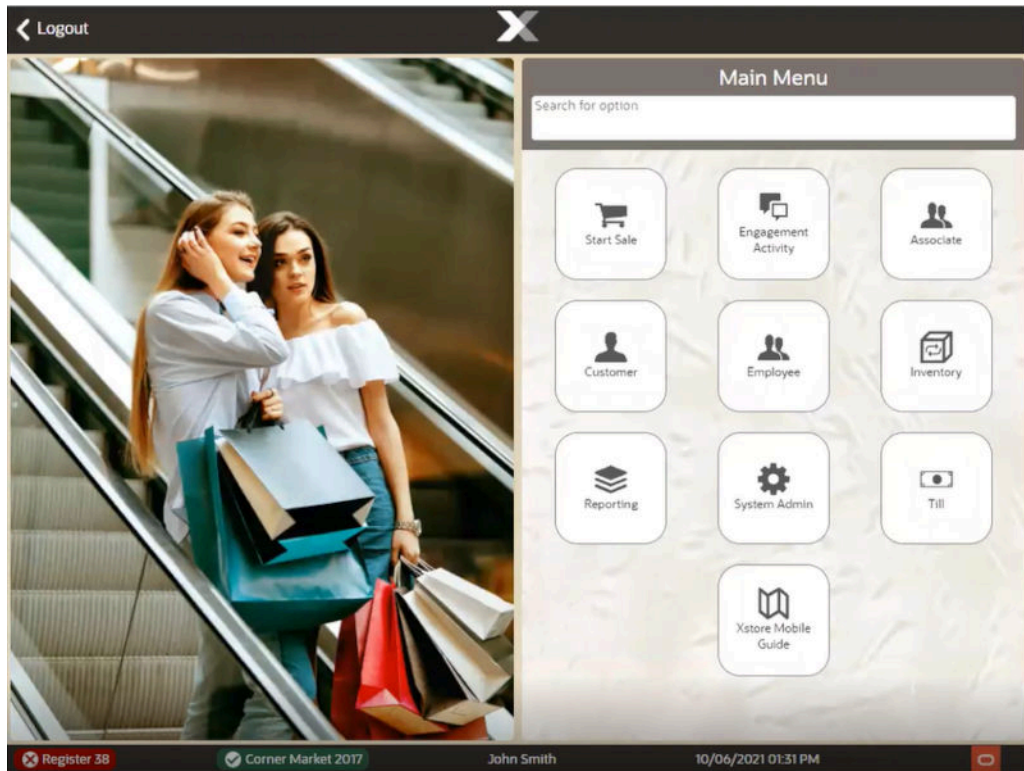 Logout
Main Menu
Search for option
Start Sale
Engagement
Activity
Associate
Customer
Employee
Inventory
Reporting
System Admin
Till
Xstore Mobile
Guide
Register 38
Corner Market 2017
John Smith
10/06/2021 01:31 PM